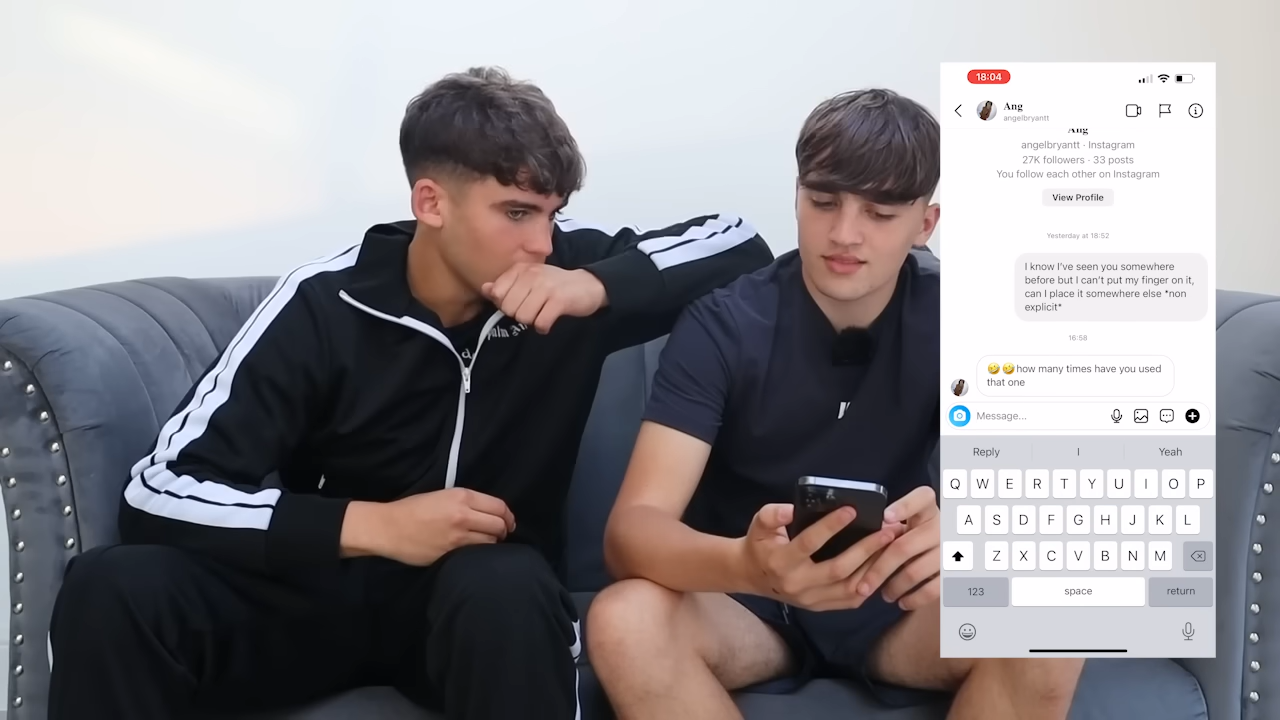 18:04
Ang
angelbryantt
Ang
angelbryantt · Instagram
27K followers · 33 posts
You follow each other on Instagram
View Profile
Yesterday at 18:52
I know I've seen you somewhere
before but I can't put my finger on it,
can I place it somewhere else *non
explicit*
16:58
🤣🤣how many times have you used
that one
Message...
Reply I Yeah
Q W E R T Y U I O P
A S D F G H J K L
Z X C V B N M
123 space return